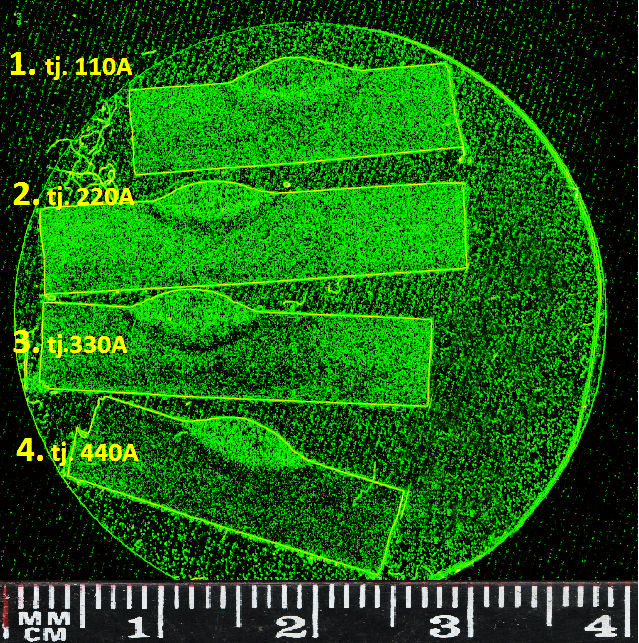 1. tj. 110A
2. tj. 220A
3. tj.330A
4. tj. 440A
MM
CM
1 2 3 4